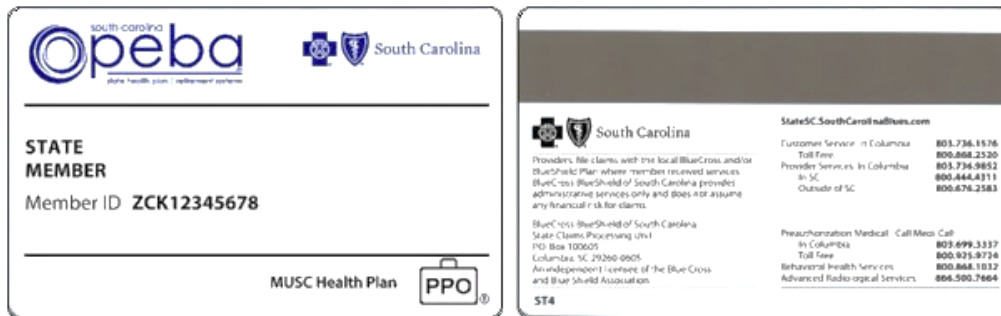 south carolina
peba
state health plan | retirement systems
South Carolina
STATE
MEMBER
Member ID ZCK12345678
MUSC Health Plan
PPO
®
South Carolina
Providers, file claims with the local BlueCross and/or
BlueShield Plan where member received services.
BlueCross BlueShield of South Carolina provides
administrative services only and does not assume
any financial risk for claims.
BlueCross BlueShield of South Carolina
State Claims Processing Unit
PO Box 100605
Columbia, SC 29260-0605
An independent licensee of the Blue Cross
and Blue Shield Association
ST4
StateSC.SouthCarolinaBlues.com
Customer Service In Columbia 803.736.1576
Toll Free 800.868.2520
Provider Services In Columbia 803.736.9852
In SC 800.444.4311
Outside of SC 800.676.2583
Preauthorization Medical Call Medi-Call
In Columbia 803.699.3337
Toll Free 800.925.9724
Behavioral Health Services 800.868.1032
Advanced Radiological Services 866.500.7664